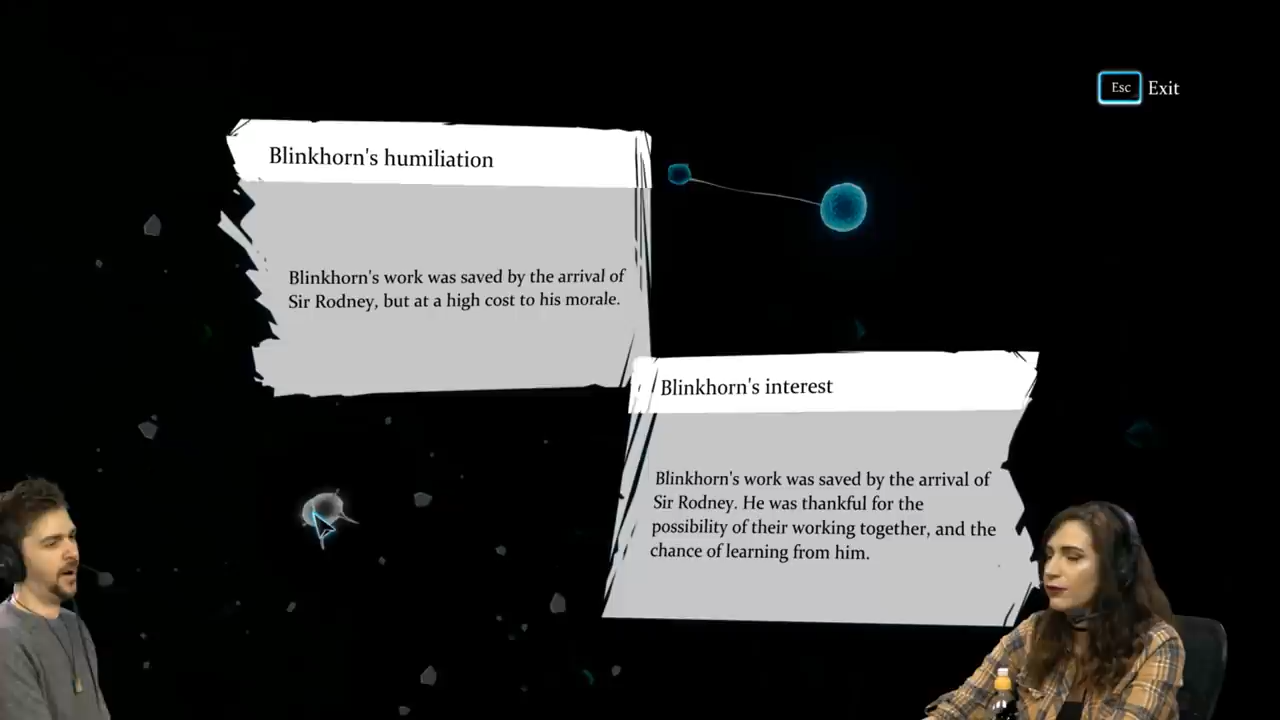 Esc Exit
Blinkhorn's humiliation
Blinkhorn's work was saved by the arrival of
Sir Rodney, but at a high cost to his morale.
Blinkhorn's interest
Blinkhorn's work was saved by the arrival of
Sir Rodney. He was thankful for the
possibility of their working together, and the
chance of learning from him.